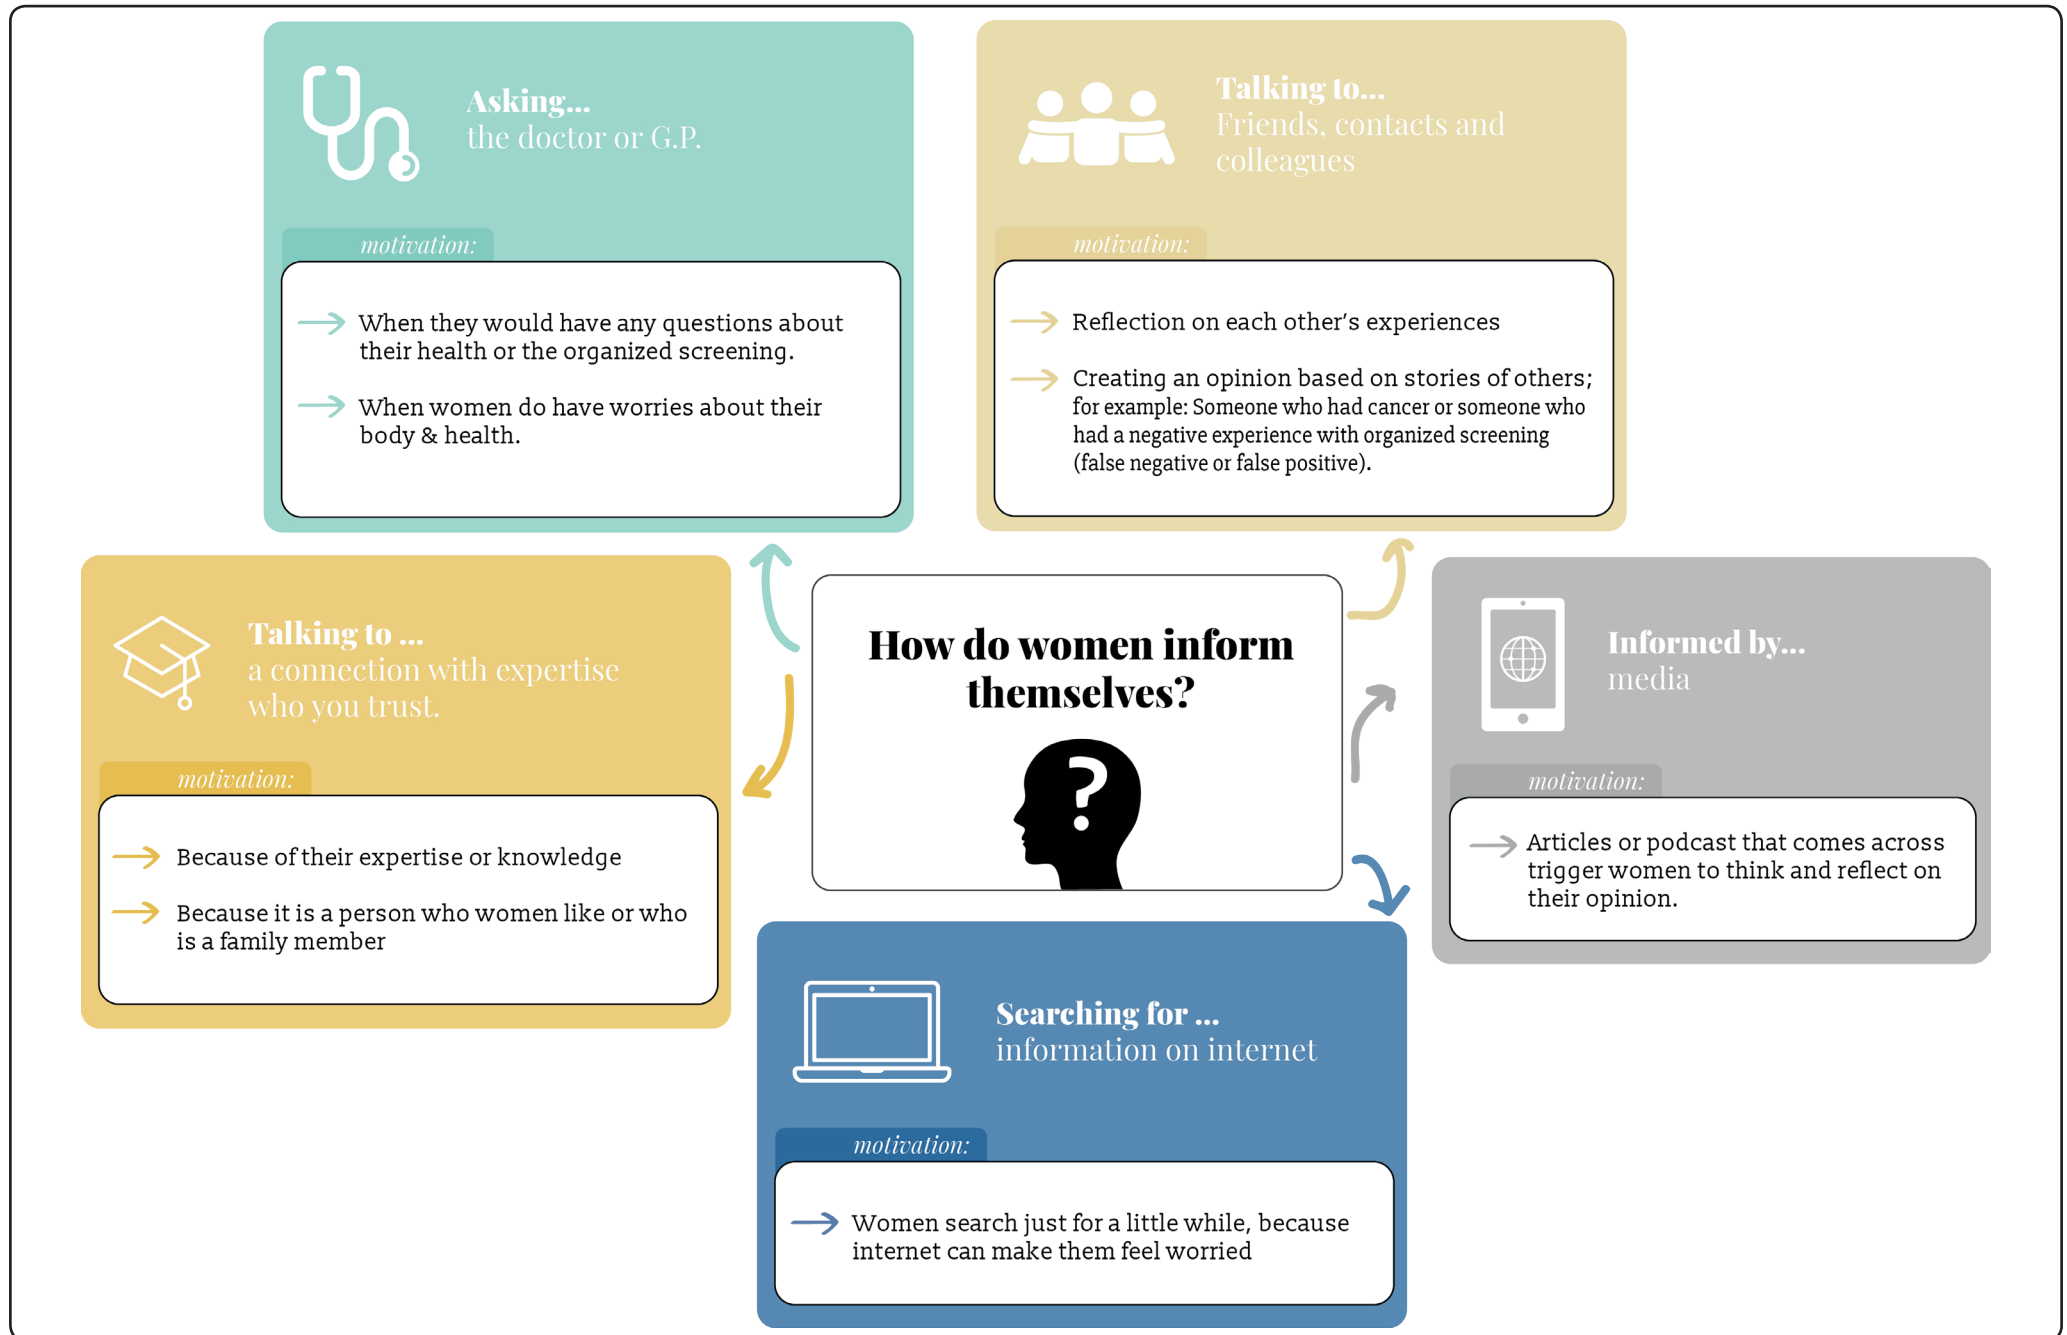 Asking...
the doctor or G.P.
motivation:
When they would have any questions about
their health or the organized screening.
When women do have worries about their
body & health.
Talking to...
Friends, contacts and
colleagues
motivation:
Reflection on each other’s experiences
Creating an opinion based on stories of others;
for example: Someone who had cancer or someone who
had a negative experience with organized screening
(false negative or false positive).
Talking to ...
a connection with expertise
who you trust.
motivation:
Because of their expertise or knowledge
Because it is a person who women like or who
is a family member
How do women inform
themselves?
?
Informed by...
media
motivation:
Articles or podcast that comes across
trigger women to think and reflect on
their opinion.
Searching for ...
information on internet
motivation:
Women search just for a little while, because
internet can make them feel worried